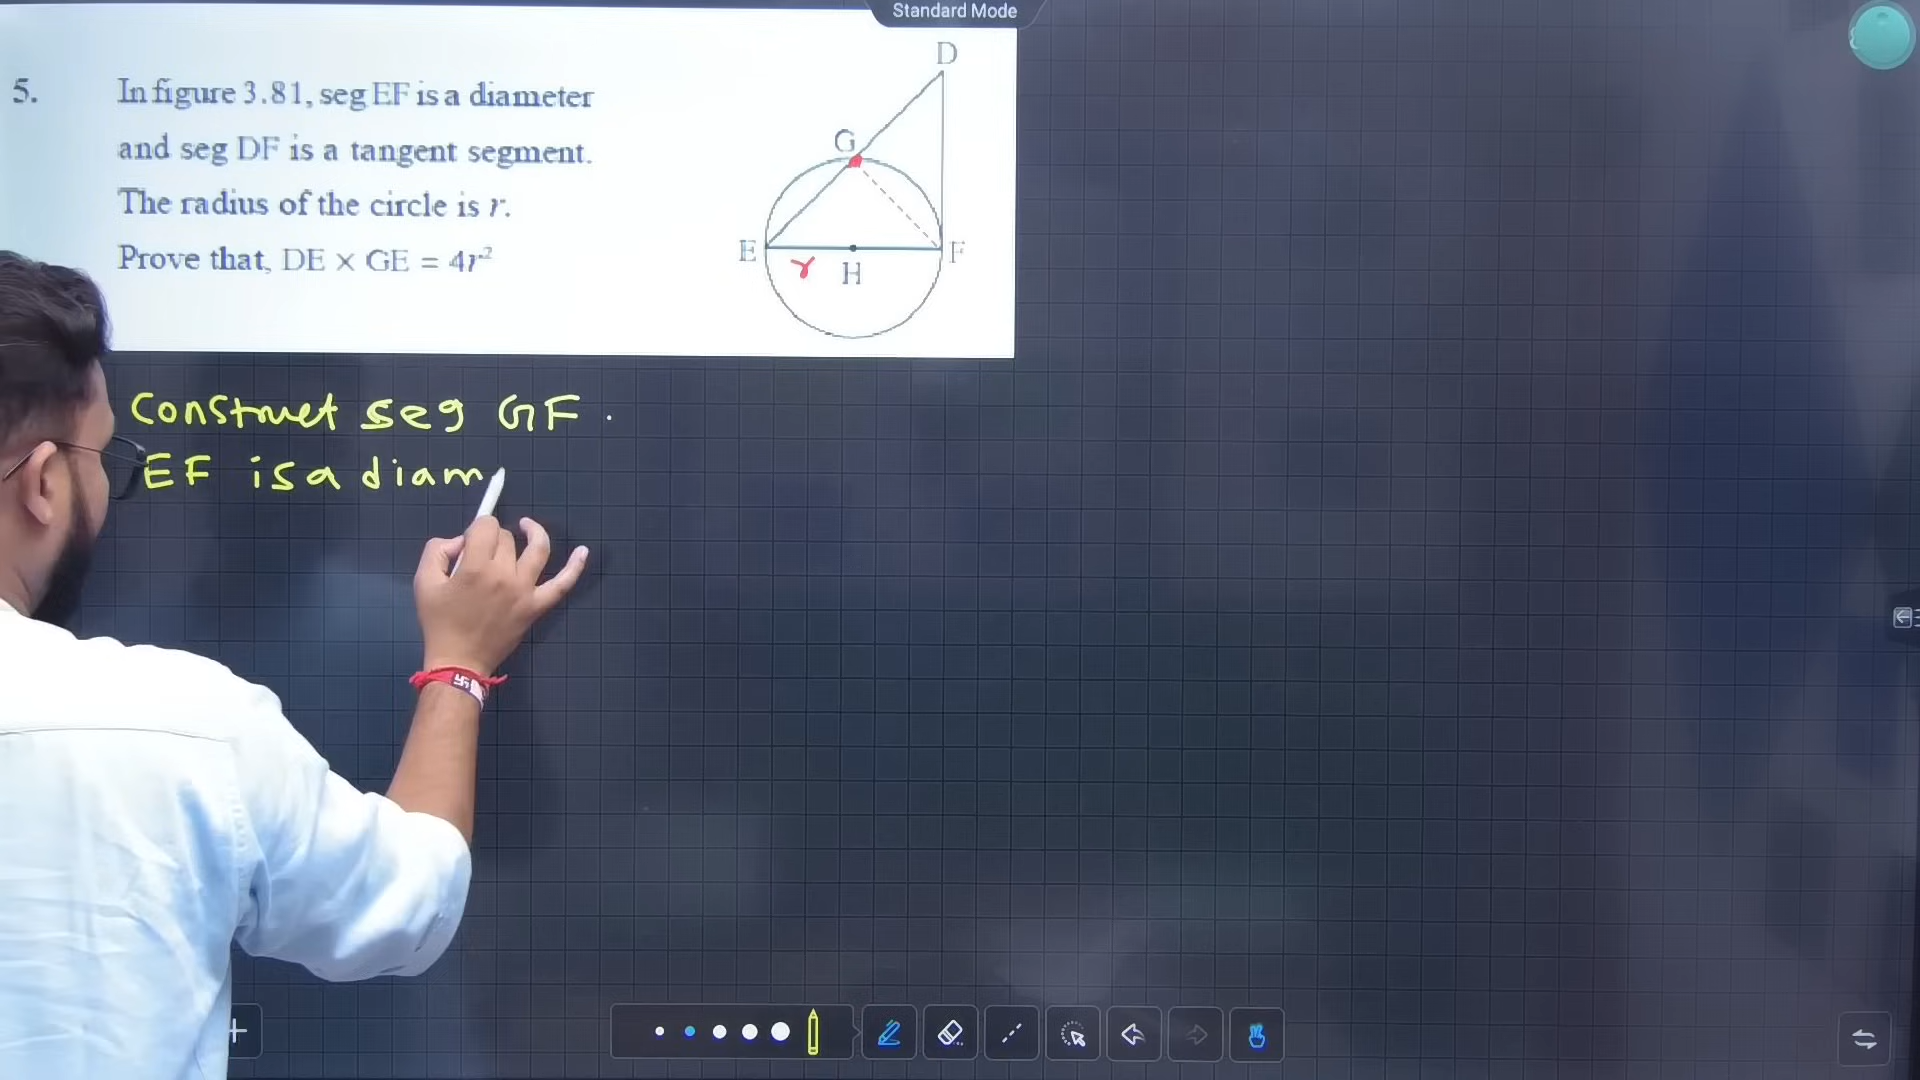 Standard Mode
5. In figure 3.81, seg EF is a diameter
and seg DF is a tangent segment.
The radius of the circle is r.
Prove that, DE × GE = 4r²
D
G
E
F
r
H
Construct seg GF .
EF is a diam